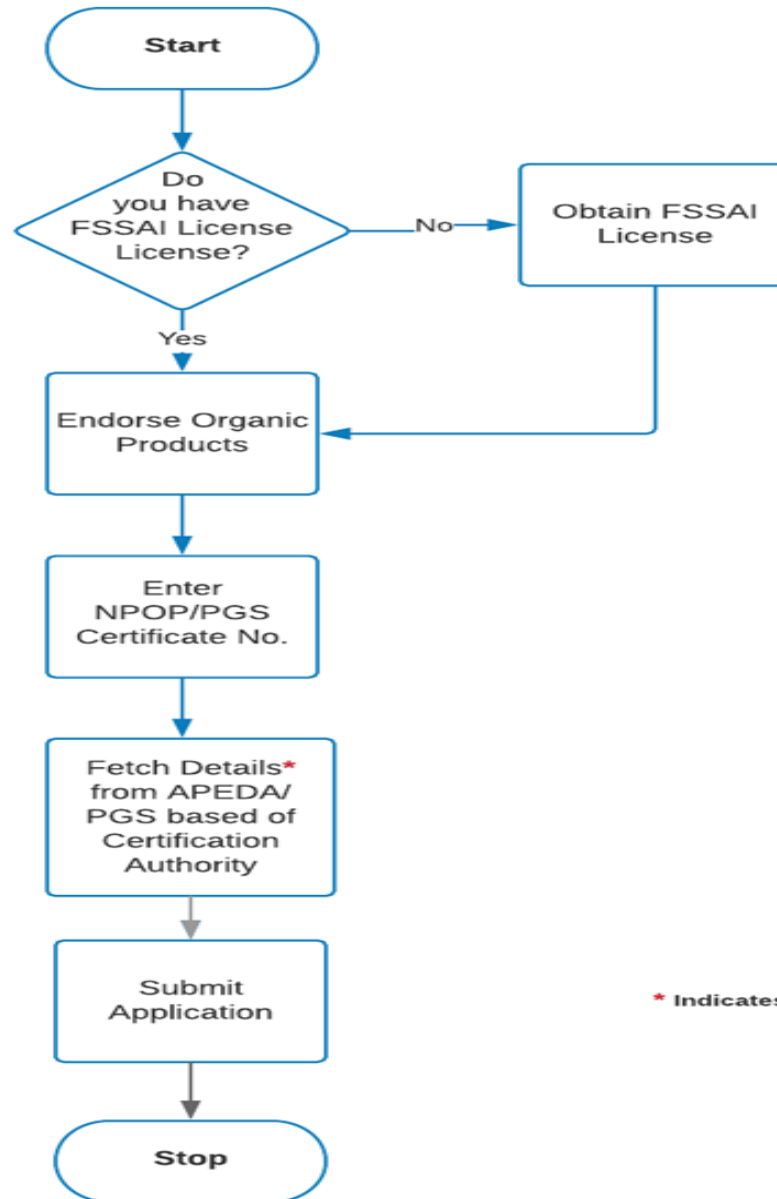 Start
Do
you have
FSSAI License
License?
No
Obtain FSSAI
License
Yes
Endorse Organic
Products
Enter
NPOP/PGS
Certificate No.
Fetch Details*
from APEDA/
PGS based of
Certification
Authority
Submit
Application
* Indicates
Stop